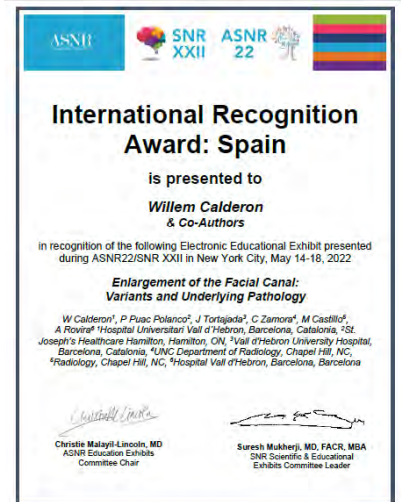 ASNR
SNR
XXII
ASNR
22
International Recognition
Award: Spain
is presented to
Willem Calderon
& Co-Authors
in recognition of the following Electronic Educational Exhibit presented
during ASNR22/SNR XXII in New York City, May 14-18, 2022
Enlargement of the Facial Canal:
Variants and Underlying Pathology
W Calderon¹, P Puac Polanco², J Tortajada³, C Zamora⁴, M Castillo⁵,
A Rovira⁶ ¹Hospital Universitari Vall d'Hebron, Barcelona, Catalonia, ²St.
Joseph's Healthcare Hamilton, Hamilton, ON, ³Vall d'Hebron University Hospital,
Barcelona, Catalonia, ⁴UNC Department of Radiology, Chapel Hill, NC,
⁵Radiology, Chapel Hill, NC, ⁶Hospital Vall d'Hebron, Barcelona, Barcelona
Christie Malayil-Lincoln, MD
ASNR Education Exhibits
Committee Chair
Suresh Mukherji, MD, FACR, MBA
SNR Scientific & Educational
Exhibits Committee Leader